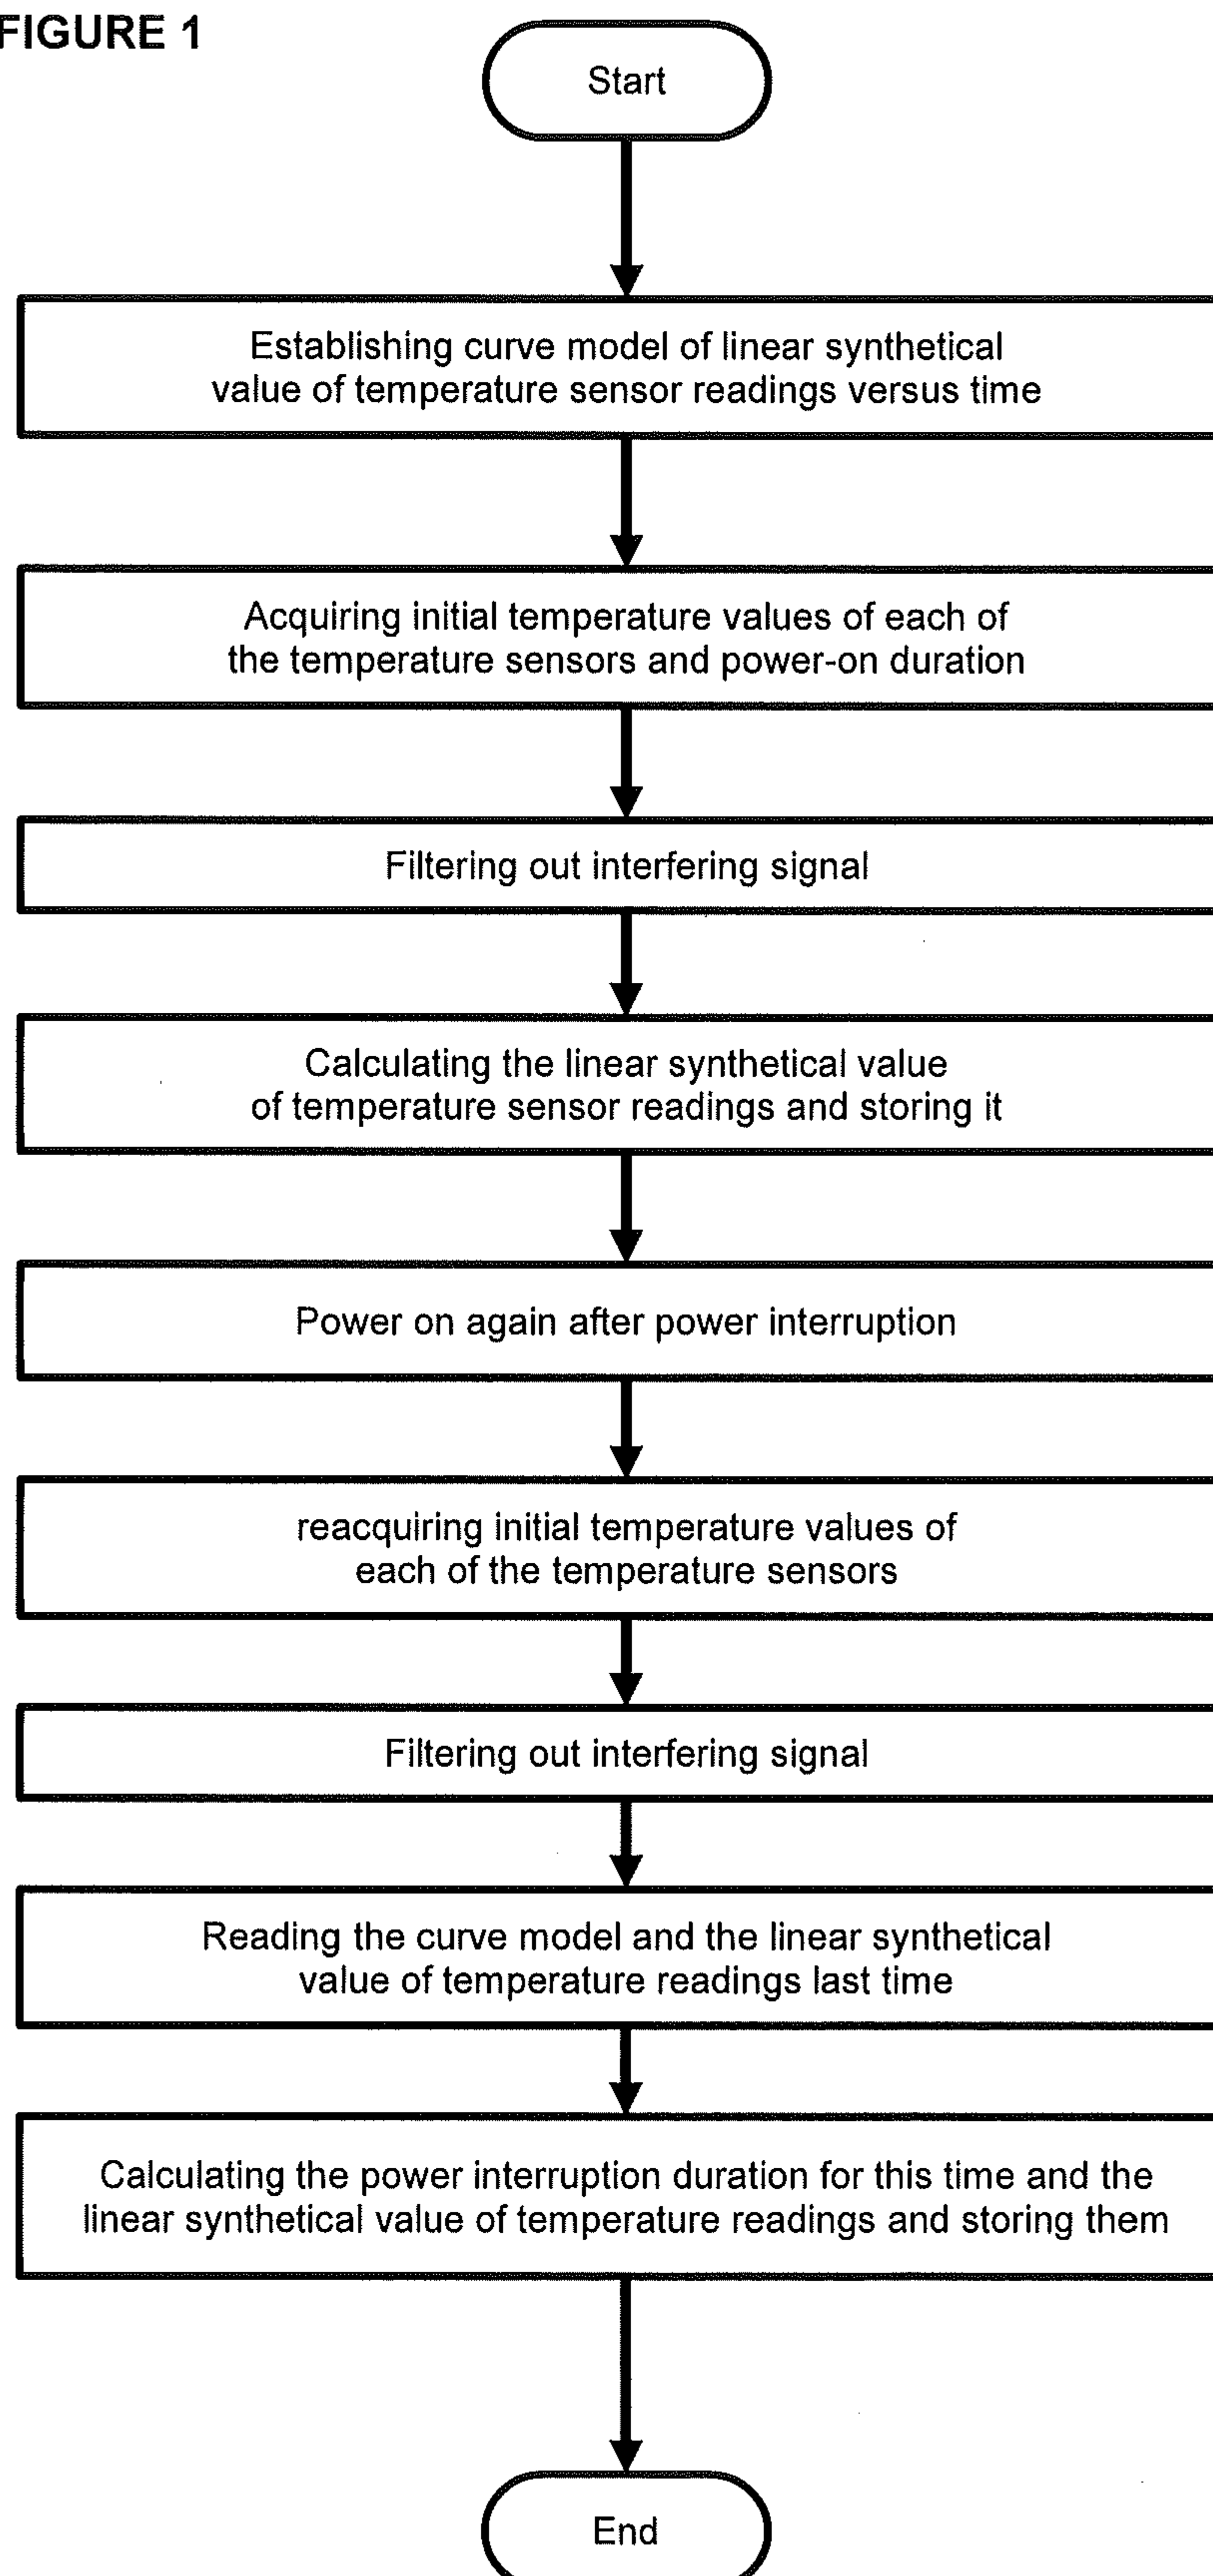 FIGURE 1
Start
Establishing curve model of linear synthetical
value of temperature sensor readings versus time
Acquiring initial temperature values of each of
the temperature sensors and power-on duration
Filtering out interfering signal
Calculating the linear synthetical value
of temperature sensor readings and storing it
Power on again after power interruption
reacquiring initial temperature values of
each of the temperature sensors
Filtering out interfering signal
Reading the curve model and the linear synthetical
value of temperature readings last time
Calculating the power interruption duration for this time and the
linear synthetical value of temperature readings and storing them
End